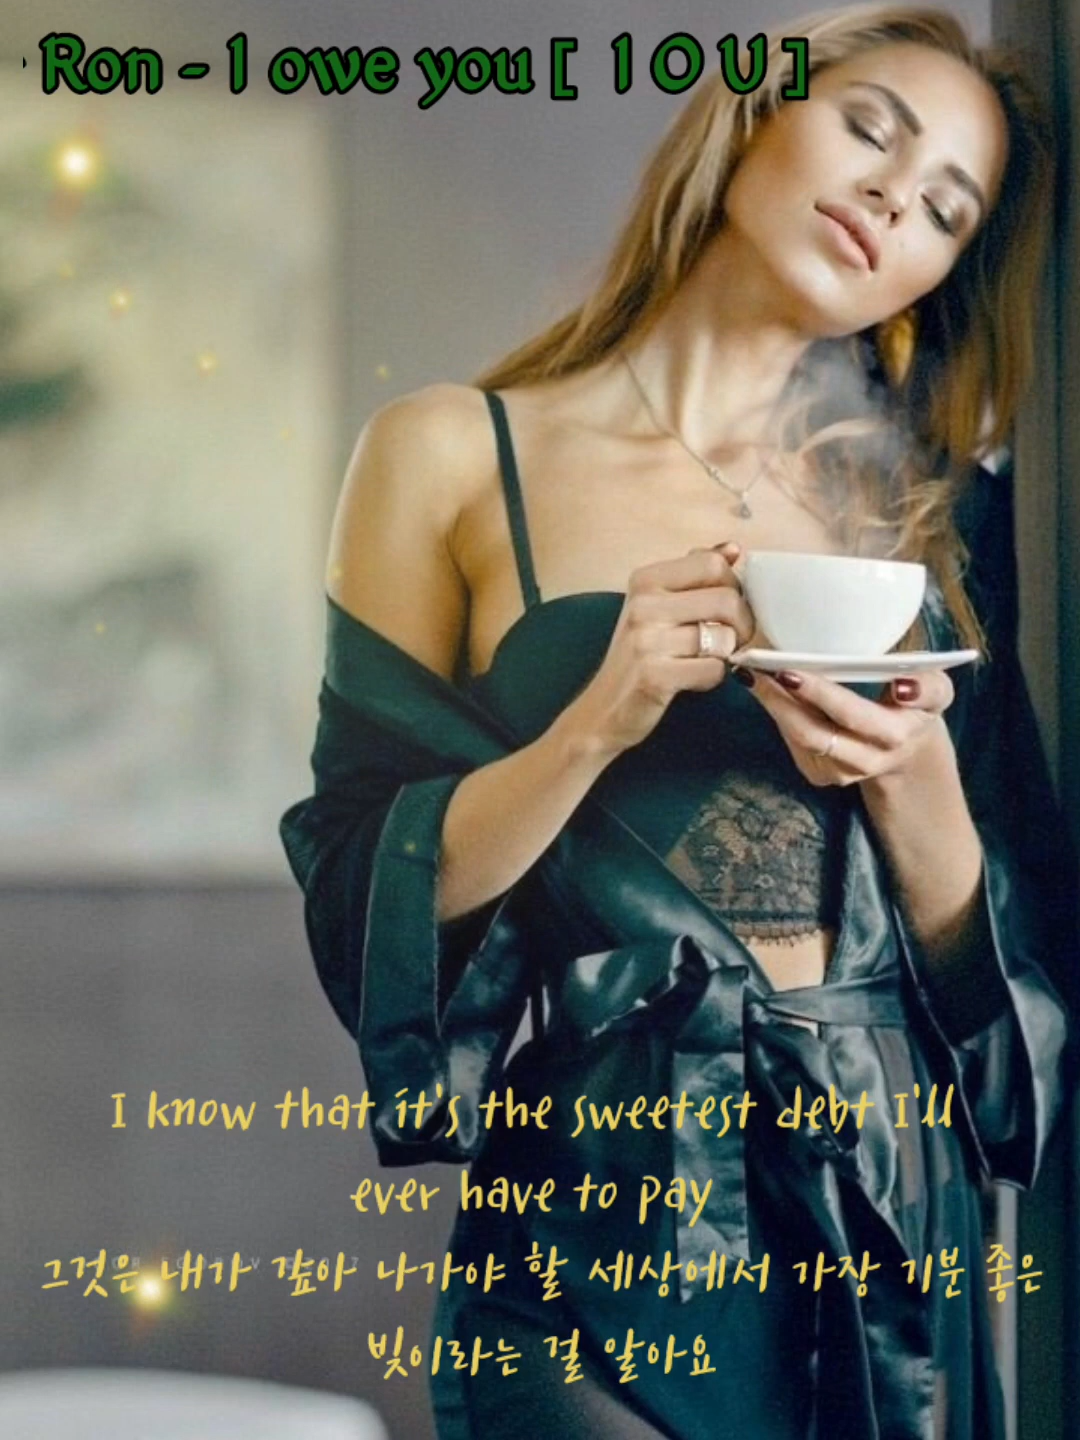 Ron - I owe you [ I O U ]
I know that it's the sweetest debt I'll
ever have to pay
그것은 내가 갚아 나가야 할 세상에서 가장 기분 좋은
빚이라는 걸 알아요